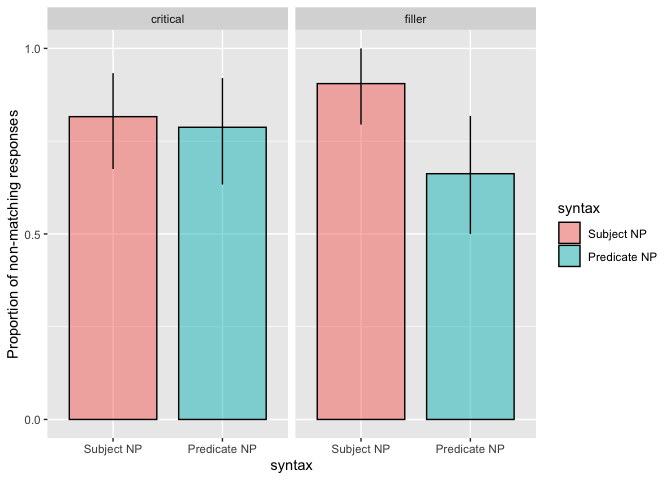 critical
filler
Proportion of non-matching responses
1.0
0.5
0.0
Subject NP
Predicate NP
Subject NP
Predicate NP
syntax
syntax
Subject NP
Predicate NP